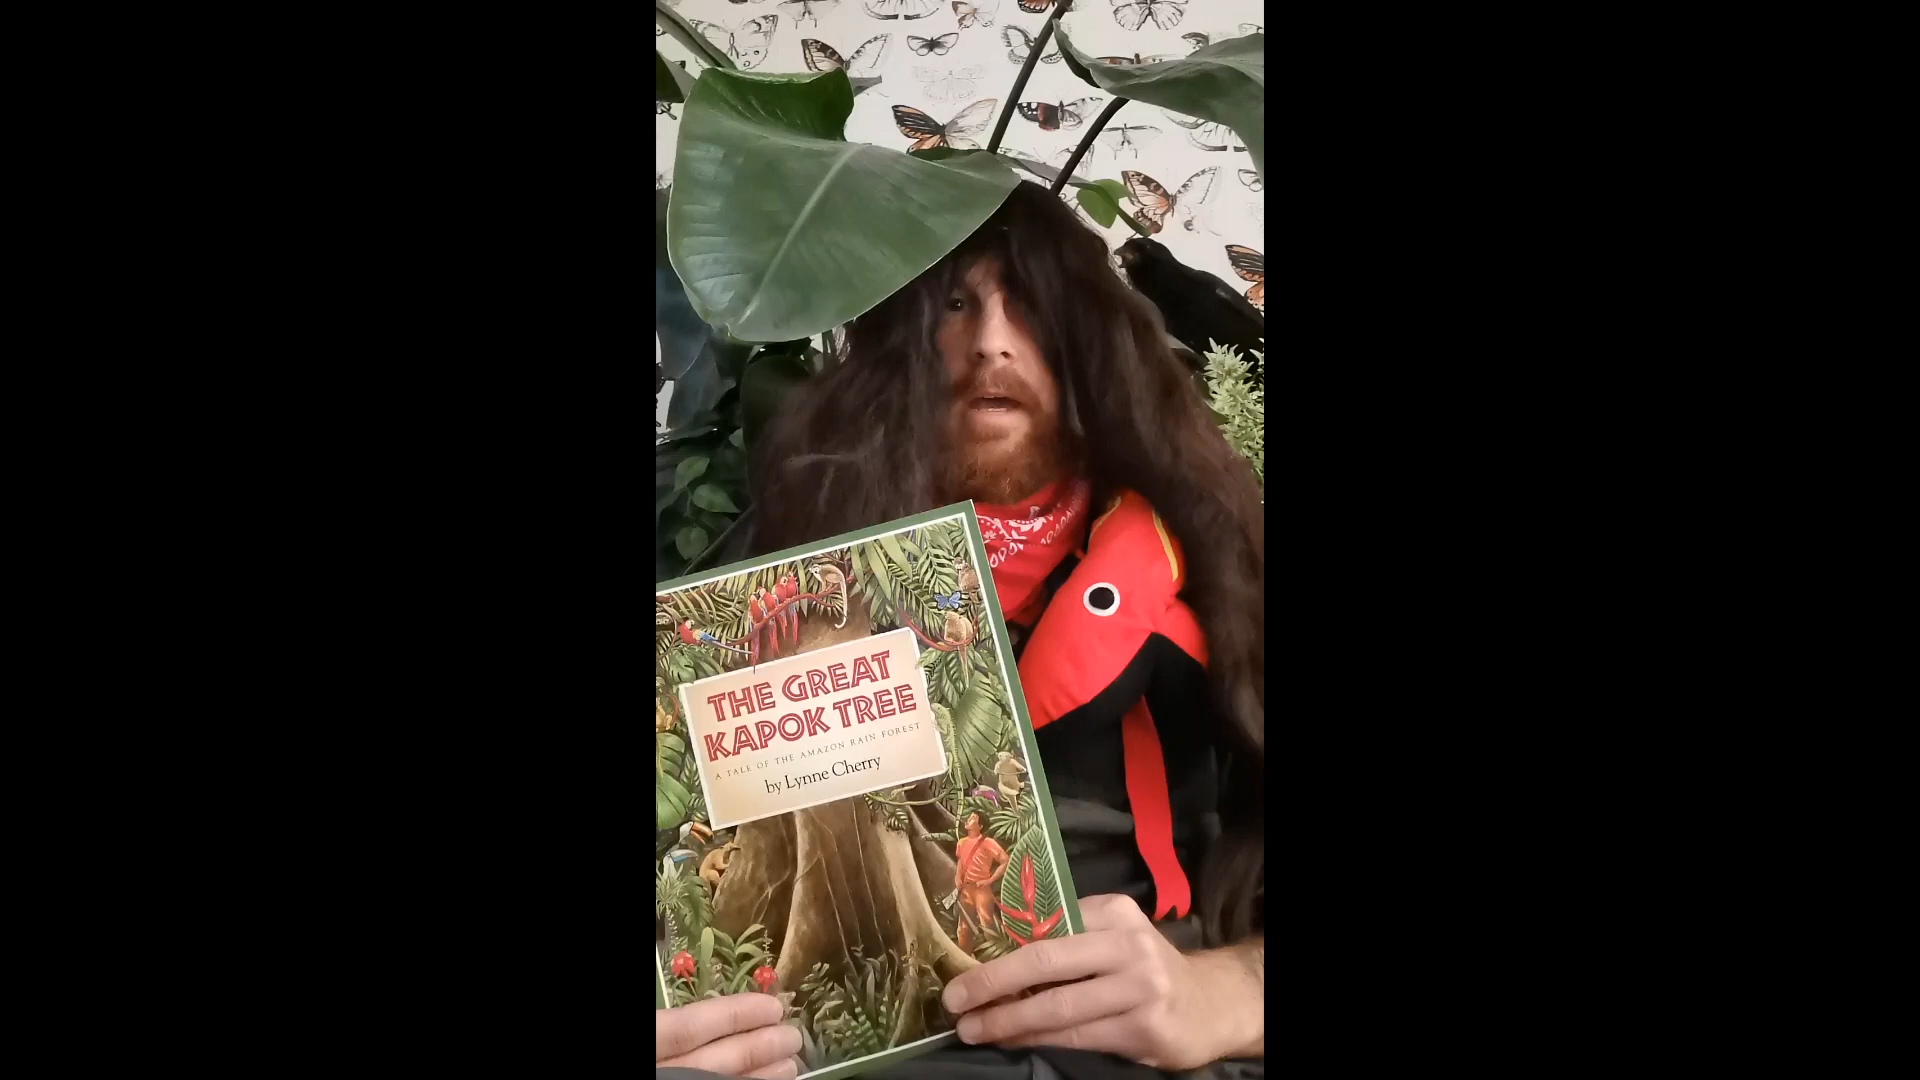 THE GREAT
KAPOK TREE
A TALE OF THE AMAZON RAIN FOREST
by Lynne Cherry